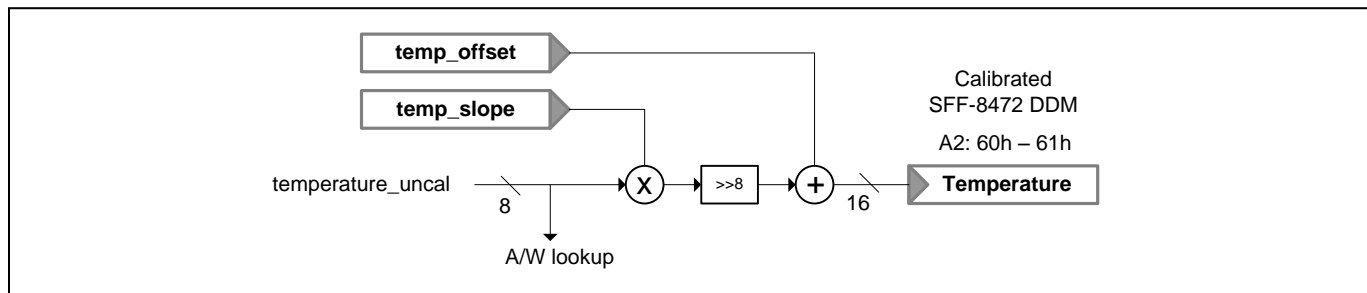 temp_offset
temp_slope
Calibrated
SFF-8472 DDM
A2: 60h – 61h
temperature_uncal
8
X
>>8
+
16
Temperature
A/W lookup